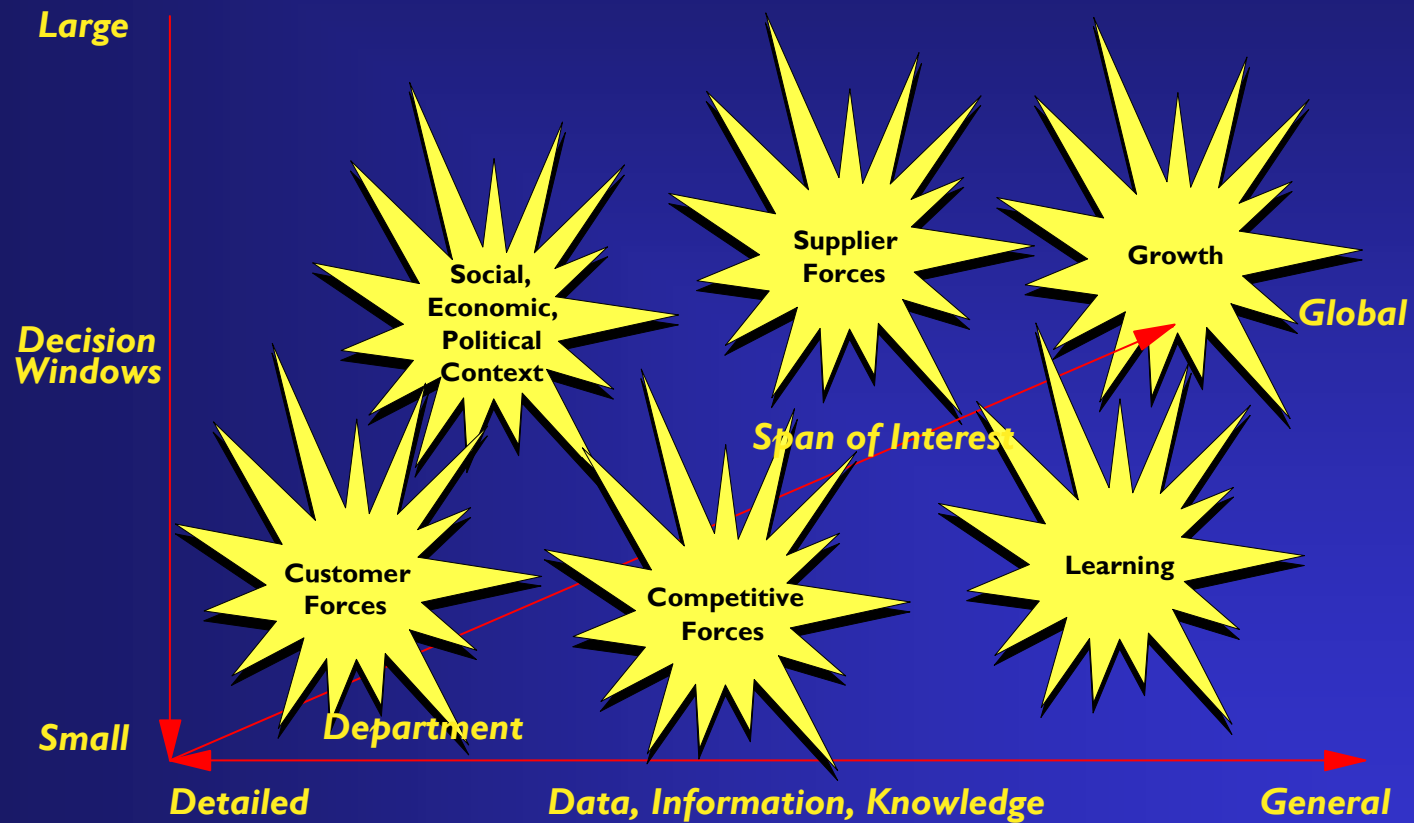 Large
Supplier
Forces
Growth
Social,
Economic,
Political
Context
Global
Decision
Windows
Span of Interest
Customer
Forces
Competitive
Forces
Learning
Department
Small
Detailed
Data, Information, Knowledge
General